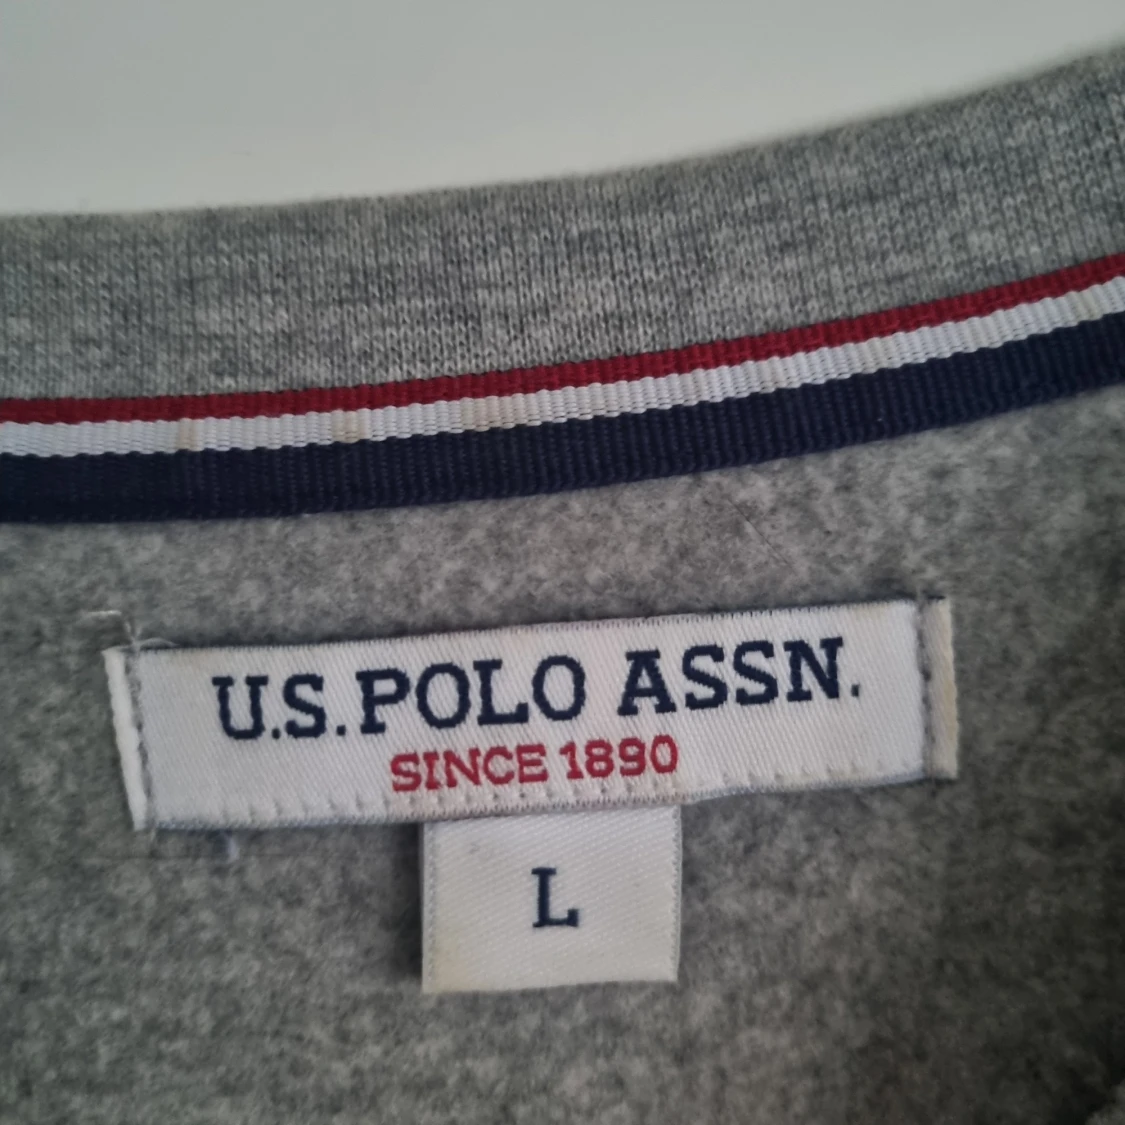 U.S. POLO ASSN.
SINCE 1890
L